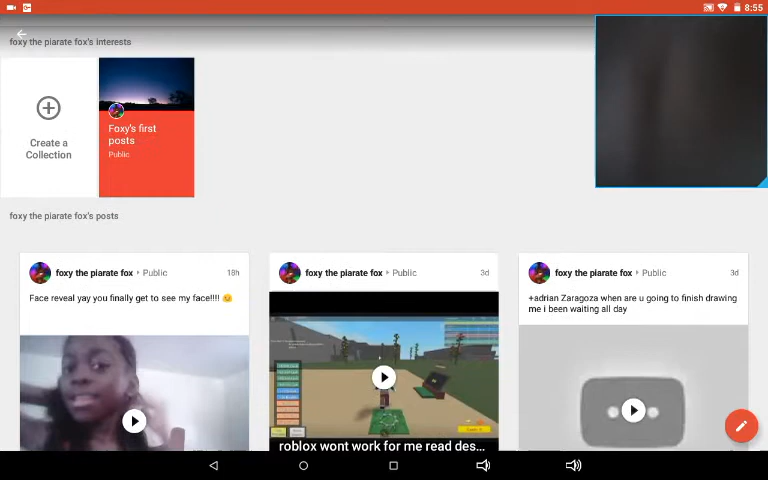 8:55
foxy the piarate fox's interests
Create a
Collection
Foxy's first
posts
Public
foxy the piarate fox's posts
foxy the piarate fox ▸ Public 18h
Face reveal yay you finally get to see my face!!!! 😉
foxy the piarate fox ▸ Public 3d
roblox wont work for me read des...
foxy the piarate fox ▸ Public 3d
+adrian Zaragoza when are u going to finish drawing
me i been waiting all day